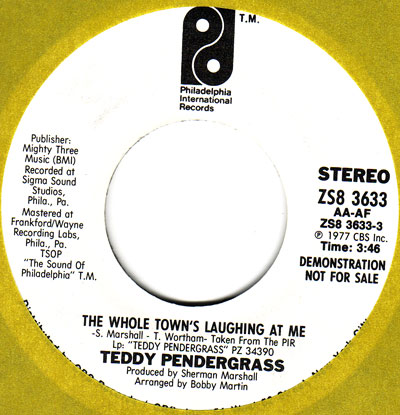 T.M.
Philadelphia
International
Records
Publisher:
Mighty Three
Music (BMI)
Recorded at
Sigma Sound
Studios,
Phila., Pa.
Mastered at
Frankford/Wayne
Recording Labs,
Phila., Pa.
TSOP
"The Sound Of
Philadelphia" T.M.
STEREO
ZS8 3633
AA-AF
ZS8 3633-3
Ⓟ 1977 CBS Inc.
Time: 3:46
DEMONSTRATION
NOT FOR SALE
THE WHOLE TOWN'S LAUGHING AT ME
-S. Marshall - T. Wortham- Taken From The PIR
Lp: "TEDDY PENDERGRASS" PZ 34390
TEDDY PENDERGRASS
Produced by Sherman Marshall
Arranged by Bobby Martin